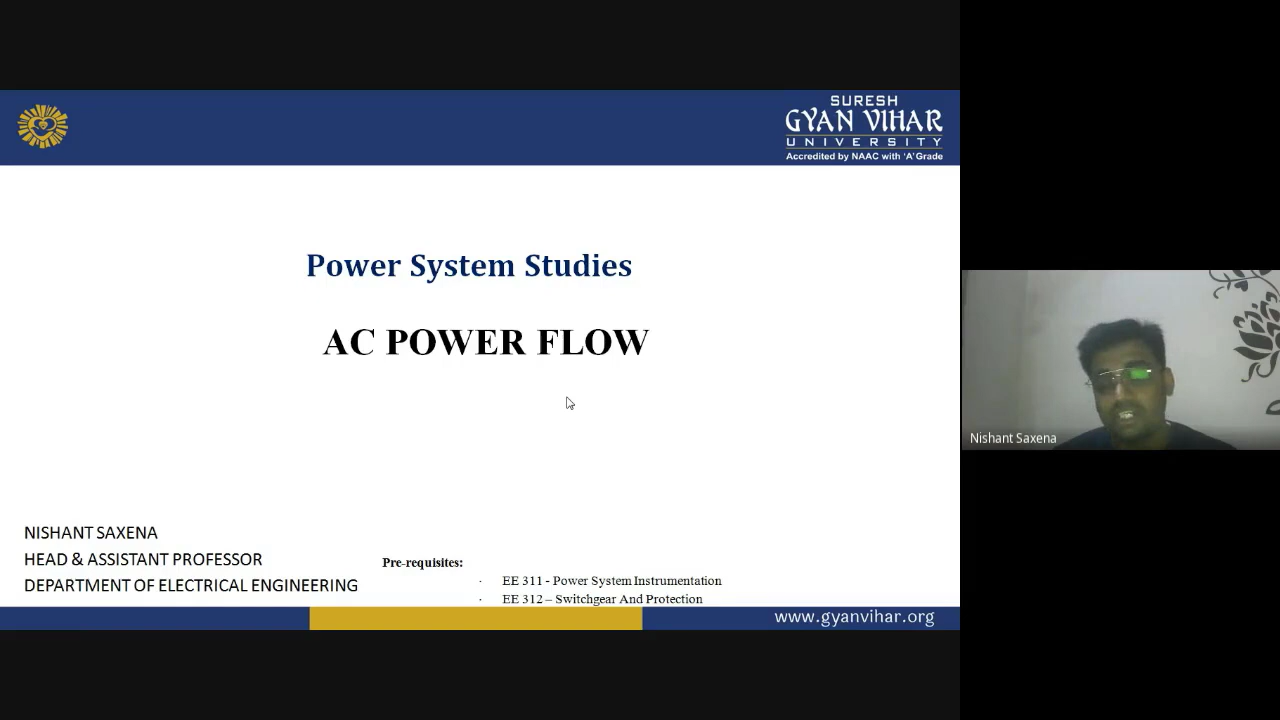 SURESH
GYAN VIHAR
UNIVERSITY
Accredited by NAAC with 'A' Grade
Power System Studies
AC POWER FLOW
NISHANT SAXENA
HEAD & ASSISTANT PROFESSOR
DEPARTMENT OF ELECTRICAL ENGINEERING
Pre-requisites:
· EE 311 - Power System Instrumentation
· EE 312 – Switchgear And Protection
www.gyanvihar.org
Nishant Saxena